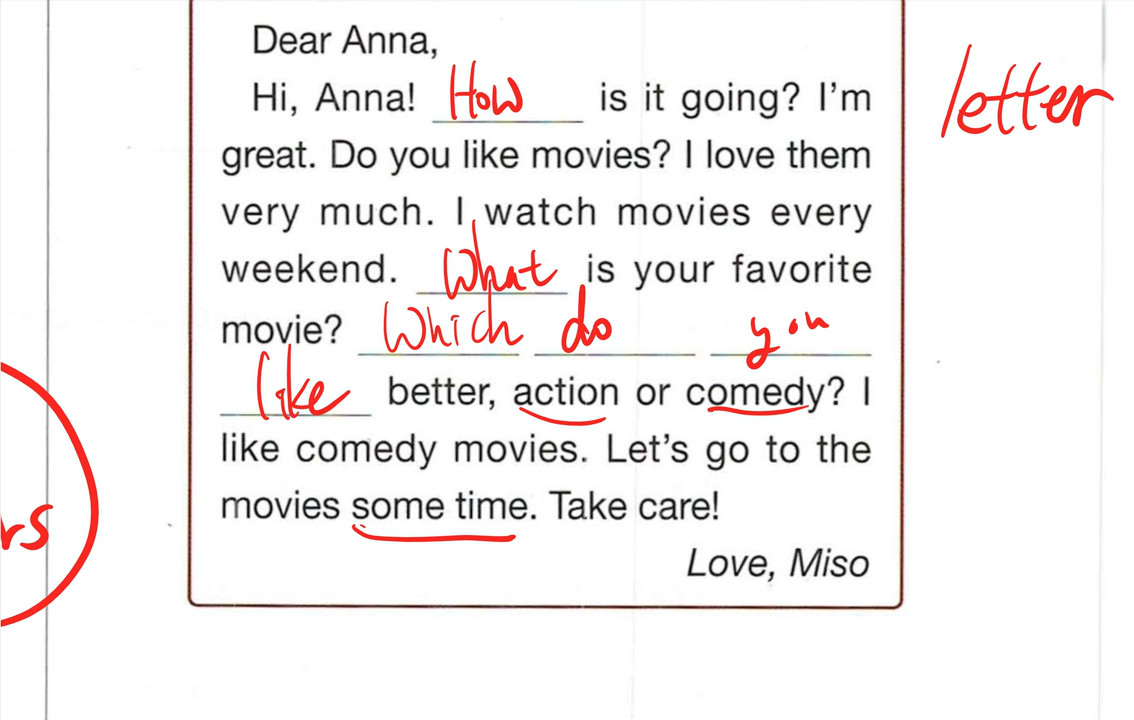 Dear Anna,
Hi, Anna! How is it going? I'm
great. Do you like movies? I love them
very much. I watch movies every
weekend. What is your favorite
movie? Which do you
like better, action or comedy? I
like comedy movies. Let's go to the
movies some time. Take care!
Love, Miso
letter
rs